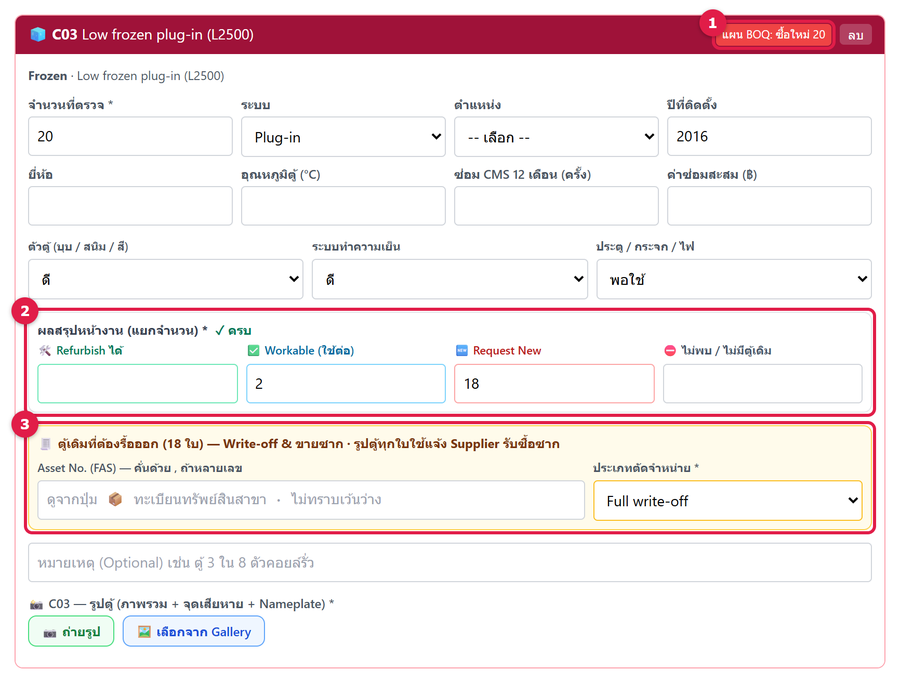 C03 Low frozen plug-in (L2500)
1
แผน BOQ: ซื้อใหม่ 20
ลบ
Frozen · Low frozen plug-in (L2500)
จำนวนที่ตรวจ * ระบบ ตำแหน่ง ปีที่ติดตั้ง
20 Plug-in -- เลือก -- 2016
ยี่ห้อ อุณหภูมิตู้ (°C) ซ่อม CMS 12 เดือน (ครั้ง) ค่าซ่อมสะสม (฿)
ตัวตู้ (บุบ / สนิม / สี) ระบบทำความเย็น ประตู / กระจก / ไฟ
ดี ดี พอใช้
2
ผลสรุปหน้างาน (แยกจำนวน) * ✓ ครบ
🛠️ Refurbish ได้ ✅ Workable (ใช้ต่อ) 🆕 Request New ⛔ ไม่พบ / ไม่มีตู้เดิม
2 18
3
ตู้เดิมที่ต้องรื้อออก (18 ใบ) — Write-off & ขายซาก · รูปตู้ทุกใบใช้แจ้ง Supplier รับซื้อซาก
Asset No. (FAS) — คั่นด้วย , ถ้าหลายเลข ประเภทตัดจำหน่าย *
ดูจากปุ่ม 📦 ทะเบียนทรัพย์สินสาขา · ไม่ทราบเว้นว่าง Full write-off
หมายเหตุ (Optional) เช่น ตู้ 3 ใน 8 ตัวคอยล์รั่ว
📷 C03 — รูปตู้ (ภาพรวม + จุดเสียหาย + Nameplate) *
📷 ถ่ายรูป 🖼️ เลือกจาก Gallery